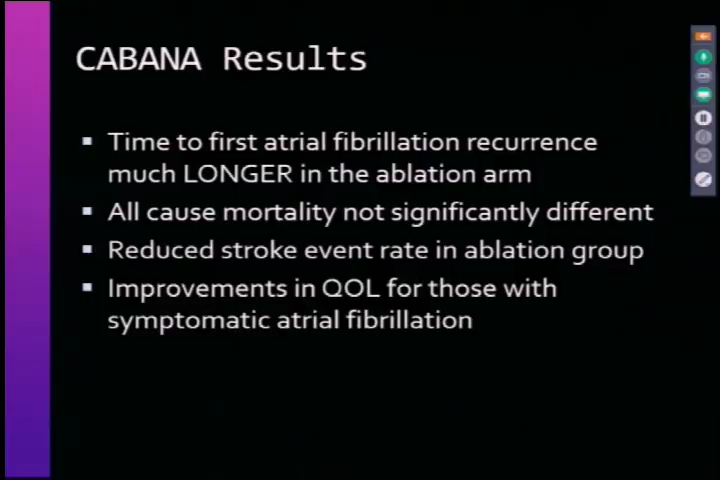 CABANA Results
▪ Time to first atrial fibrillation recurrence
much LONGER in the ablation arm
▪ All cause mortality not significantly different
▪ Reduced stroke event rate in ablation group
▪ Improvements in QOL for those with
symptomatic atrial fibrillation